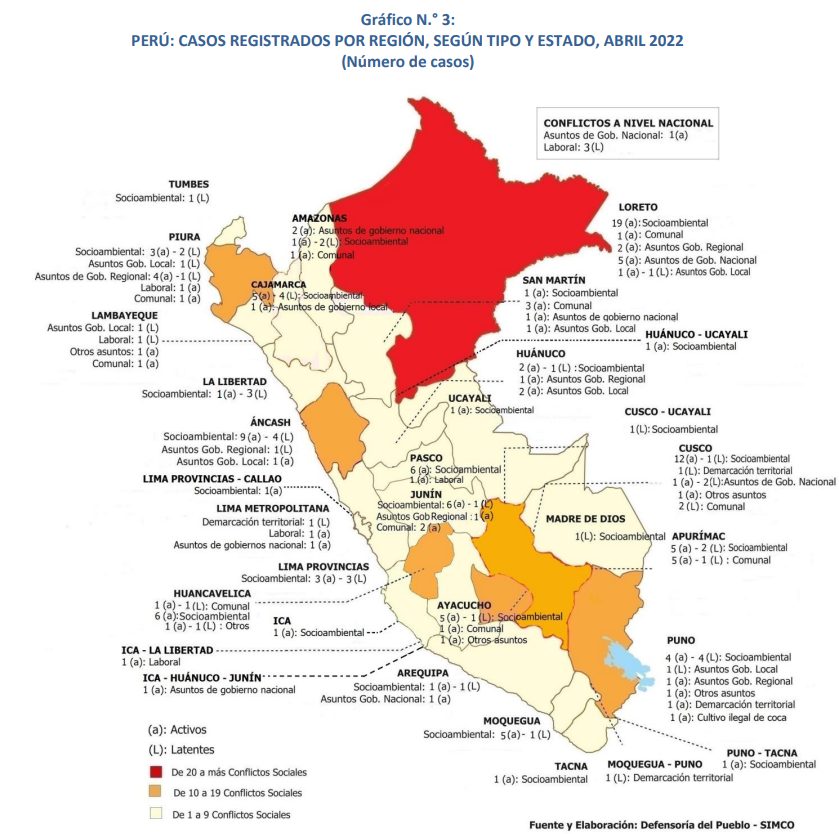 Gráfico N.° 3:
PERÚ: CASOS REGISTRADOS POR REGIÓN, SEGÚN TIPO Y ESTADO, ABRIL 2022
(Número de casos)
CONFLICTOS A NIVEL NACIONAL
Asuntos de Gob. Nacional: 1(a)
Laboral: 3(L)
TUMBES
Socioambiental: 1 (L)
PIURA
Socioambiental: 3(a) - 2 (L)
Asuntos Gob. Local: 1 (L)
Asuntos de Gob. Regional: 4(a) -1 (L)
Laboral: 1 (a)
Comunal: 1 (a)
LAMBAYEQUE
Asuntos Gob. Local: 1 (L)
Laboral: 1 (L)
Otros asuntos: 1 (a)
Comunal: 1 (a)
AMAZONAS
2 (a): Asuntos de gobierno nacional
1(a) - 2(L): Socioambiental
1 (a): Comunal
CAJAMARCA
5(a) - 4 (L): Socioambiental
1 (a): Asuntos de gobierno local
LORETO
19 (a): Socioambiental
1 (a): Comunal
2 (a): Asuntos Gob. Regional
5 (a): Asuntos de Gob. Nacional
1 (a) - 1(L): Asuntos Gob. Local
SAN MARTÍN
1 (a): Socioambiental
3 (a): Comunal
1 (a): Asuntos de gobierno nacional
1 (a): Asuntos Gob. Local
HUÁNUCO - UCAYALI
1 (a): Socioambiental
HUÁNUCO
2 (a) - 1 (L) :Socioambiental
1 (a): Asuntos Gob. Regional
2 (a): Asuntos Gob. Local
LA LIBERTAD
Socioambiental: 1(a) - 3(L)
UCAYALI
1 (a): Socioambiental
CUSCO - UCAYALI
1(L): Socioambiental
ÁNCASH
Socioambiental: 9(a) - 4 (L)
Asuntos Gob. Regional: 1(L)
Asuntos Gob. Local: 1 (a)
PASCO
6 (a): Socioambiental
1 (a): Laboral
CUSCO
12(a) - 1 (L): Socioambiental
1(L): Demarcación territorial
1 (a) - 2(L):Asuntos de Gob. Nacional
1 (a): Otros asuntos
2 (L): Comunal
LIMA PROVINCIAS - CALLAO
Socioambiental: 1(a)
JUNÍN
Socioambiental: 6(a) - 1(L)
Asuntos Gob Regional : 1(a)
Comunal: 2 (a)
LIMA METROPOLITANA
Demarcación territorial: 1 (L)
Laboral: 1 (a)
Asuntos de gobiernos nacional: 1 (a)
MADRE DE DIOS
1(L): Socioambiental
APURÍMAC
5 (a) - 2 (L): Socioambiental
5 (a) - 1 (L) : Comunal
LIMA PROVINCIAS
Socioambiental: 3 (a) - 3 (L)
HUANCAVELICA
1 (a) - 1 (L): Comunal
6 (a):Socioambiental
1 (a) - 1(L) : Otros
ICA
1 (a): Socioambiental
AYACUCHO
5(a) - 1 (L): Socioambiental
1 (a): Comunal
1 (a): Otros asuntos
ICA - LA LIBERTAD
1 (a): Laboral
ICA - HUÁNUCO - JUNÍN
1 (a): Asuntos de gobierno nacional
PUNO
4 (a) - 4 (L): Socioambiental
1 (L): Asuntos Gob. Local
1 (a): Asuntos Gob. Regional
1 (a): Otros asuntos
1 (a): Demarcación territorial
1 (a): Cultivo ilegal de coca
AREQUIPA
Socioambiental: 1 (a) - 1(L)
Asuntos Gob. Nacional: 1 (a)
MOQUEGUA
Socioambiental: 5(a)- 1 (L)
PUNO - TACNA
1 (a): Socioambiental
TACNA
1 (a): Socioambiental
MOQUEGUA - PUNO
1 (L): Demarcación territorial
(a): Activos
(L): Latentes
De 20 a más Conflictos Sociales
De 10 a 19 Conflictos Sociales
De 1 a 9 Conflictos Sociales
Fuente y Elaboración: Defensoría del Pueblo - SIMCO